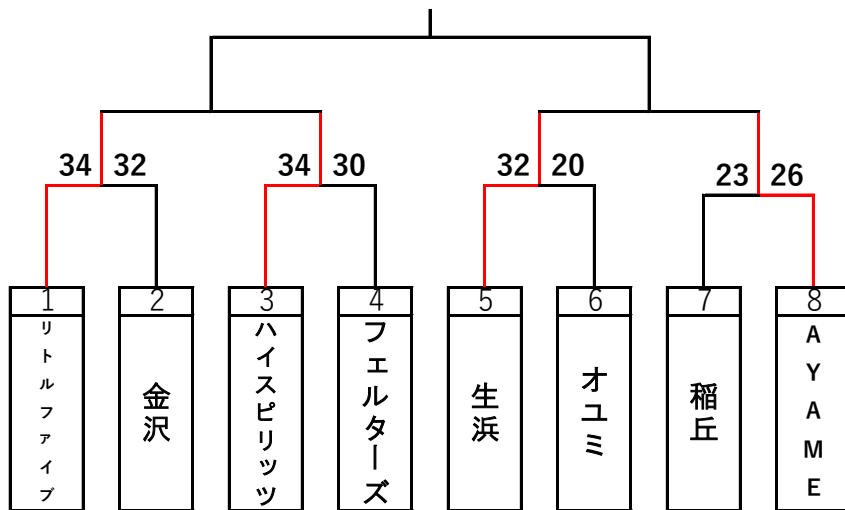 34 32
34 30
32 20
23 26
1
2
3
4
5
6
7
8
リトルファイブ
金沢
ハイスピリッツ
フェルターズ
生浜
オユミ
稲丘
AYAME